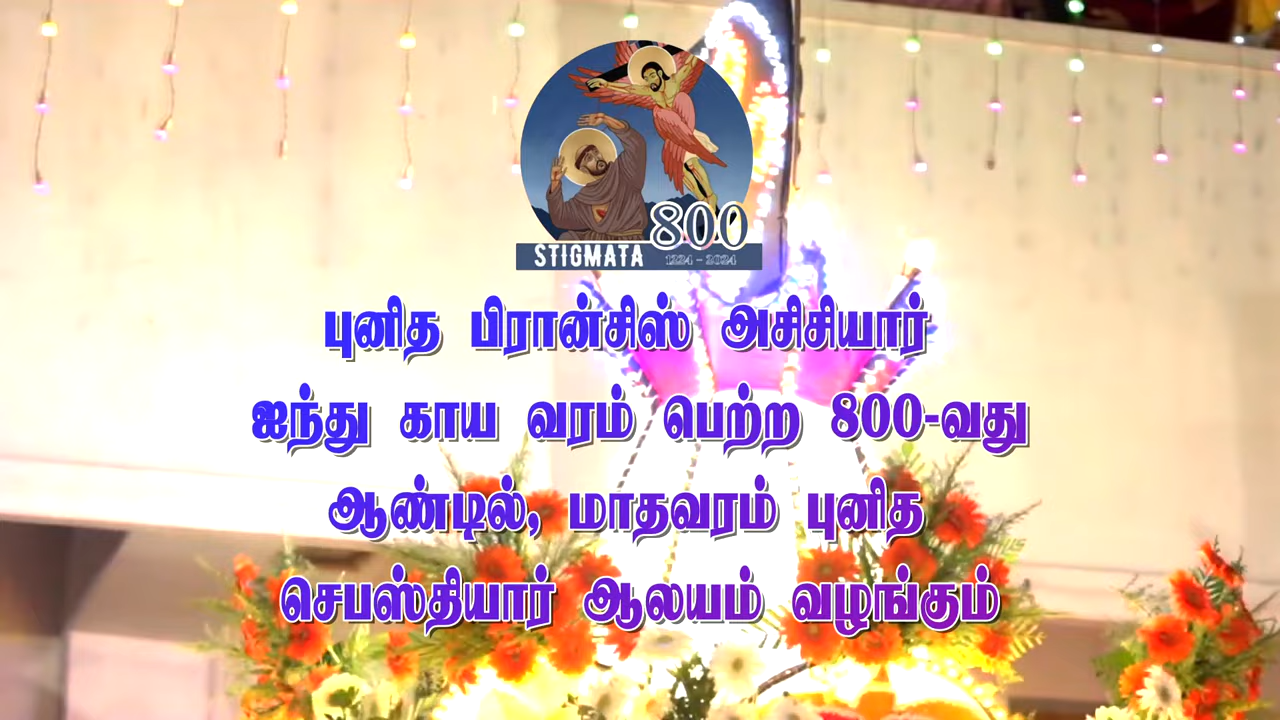 800
STIGMATA 1224 - 2024
புனித பிரான்சிஸ் அசிசியார்
ஐந்து காய வரம் பெற்ற 800-வது
ஆண்டில், மாதவரம் புனித
செபஸ்தியார் ஆலயம் வழங்கும்